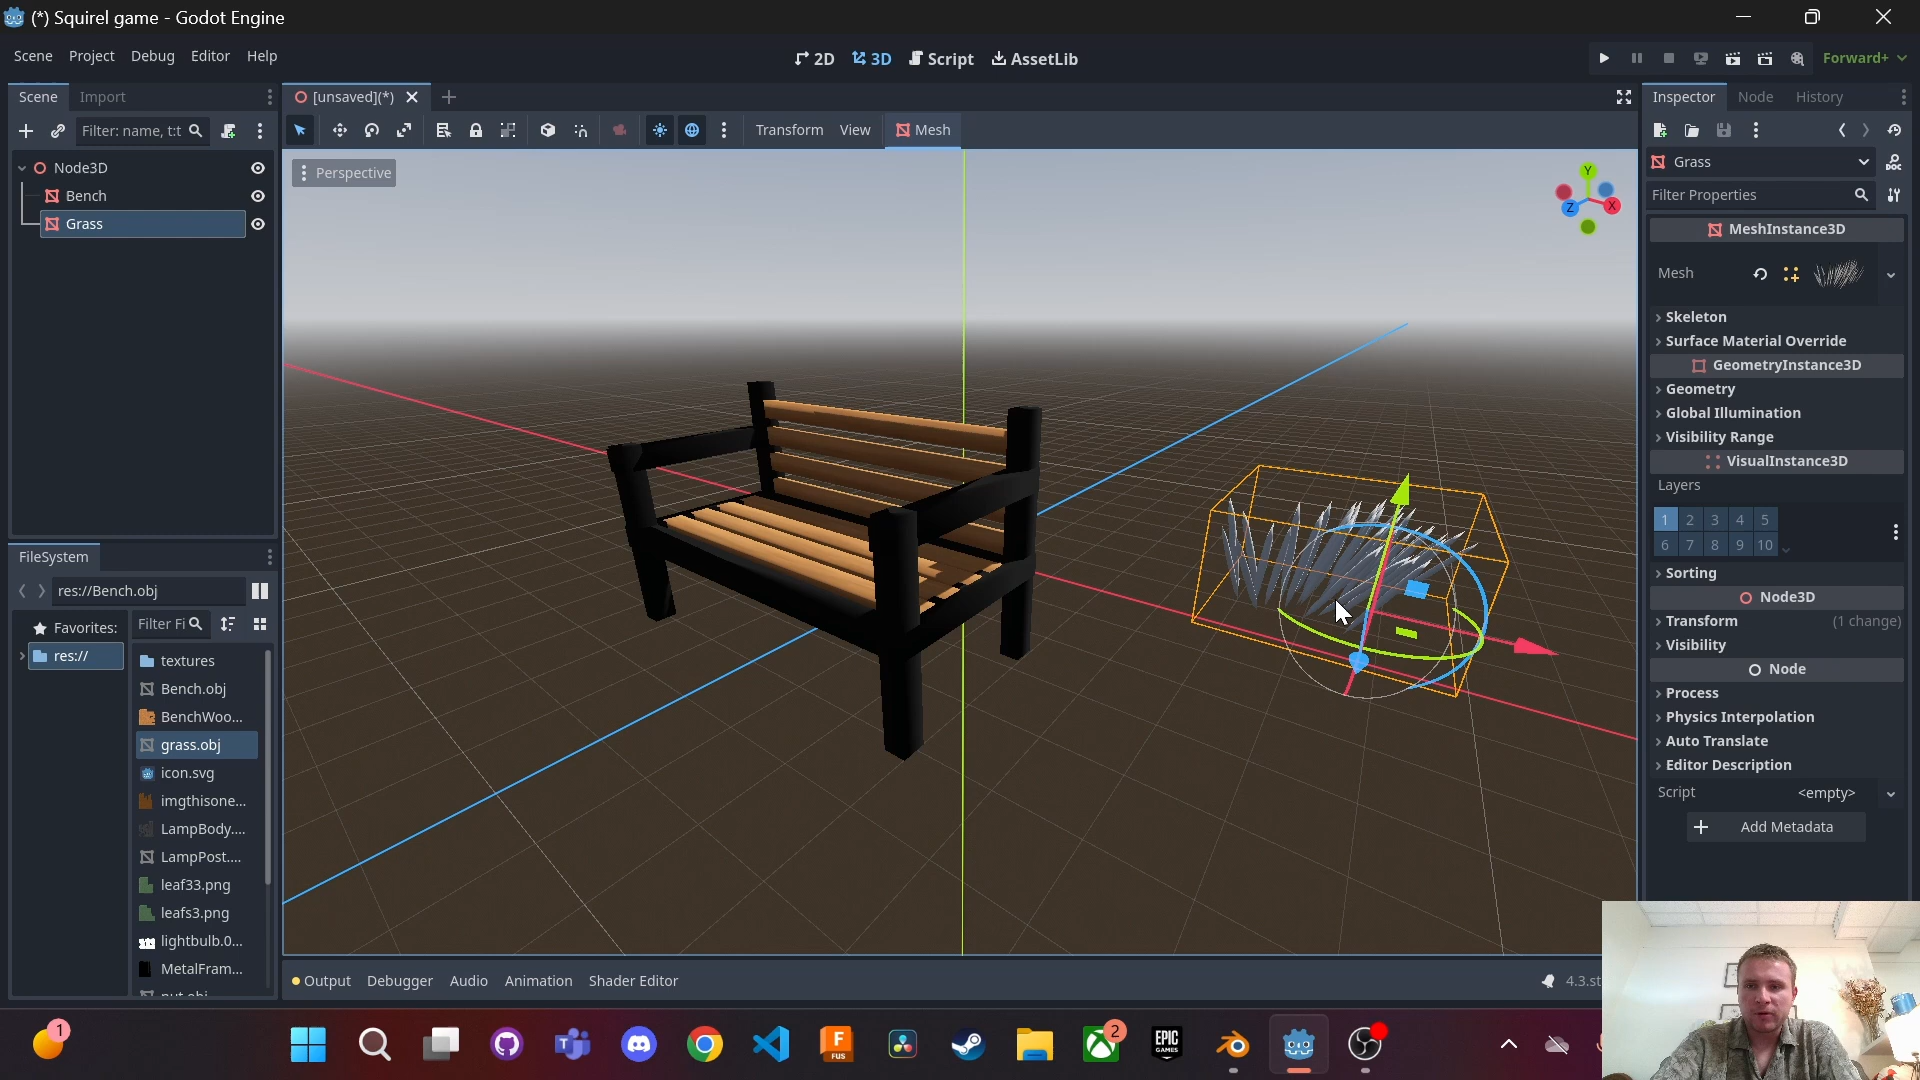 (*) Squirel game - Godot Engine
Scene Project Debug Editor Help
2D 3D Script AssetLib
Forward+
Scene Import
[unsaved](*)
Inspector Node History
Filter: name, t:t
Transform View Mesh
Node3D
Bench
Grass
Perspective
Y
X
Z
Grass
Filter Properties
MeshInstance3D
Mesh
Skeleton
Surface Material Override
GeometryInstance3D
Geometry
Global Illumination
Visibility Range
VisualInstance3D
Layers
1 2 3 4 5
6 7 8 9 10
Sorting
Node3D
Transform (1 change)
Visibility
Node
Process
Physics Interpolation
Auto Translate
Editor Description
Script <empty>
Add Metadata
FileSystem
res://Bench.obj
Favorites:
Filter Fi
res://
textures
Bench.obj
BenchWoo...
grass.obj
icon.svg
imgthisone...
LampBody....
LampPost....
leaf33.png
leafs3.png
lightbulb.0...
MetalFram...
Output Debugger Audio Animation Shader Editor
4.3.st
1
FUS
2
EPIC
GAMES